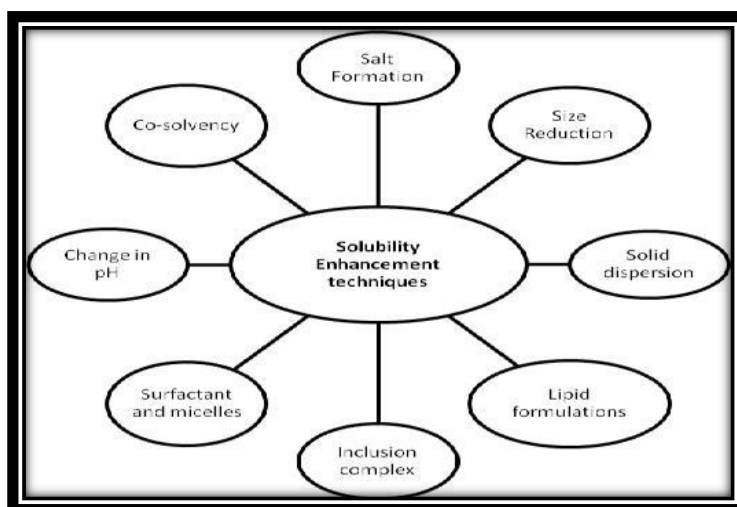 Salt
Formation
Co-solvency
Size
Reduction
Change in
pH
Solubility
Enhancement
techniques
Solid
dispersion
Surfactant
and micelles
Lipid
formulations
Inclusion
complex